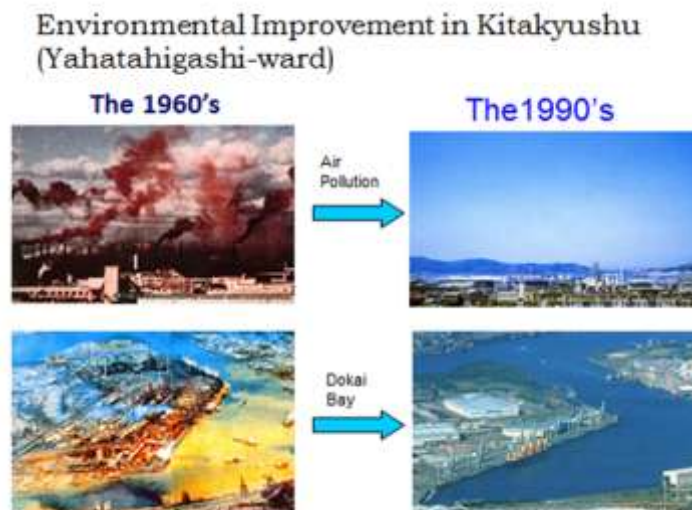 Environmental Improvement in Kitakyushu
(Yahatahigashi-ward)
The 1960's
The1990's
Air
Pollution
Dokai
Bay